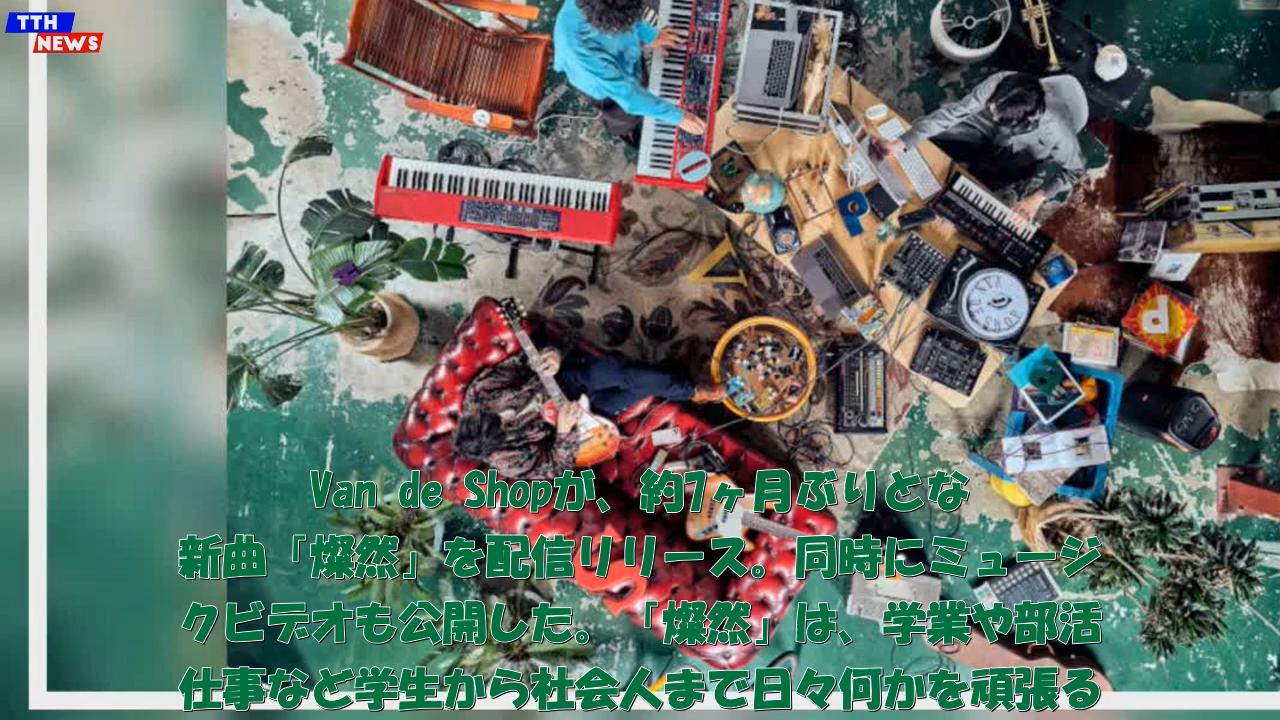 TTH
NEWS
Van de Shopが、約7ヶ月ぶりとな
新曲「燦然」を配信リリース。同時にミュージ
クビデオも公開した。「燦然」は、学業や部活
仕事など学生から社会人まで日々何かを頑張る